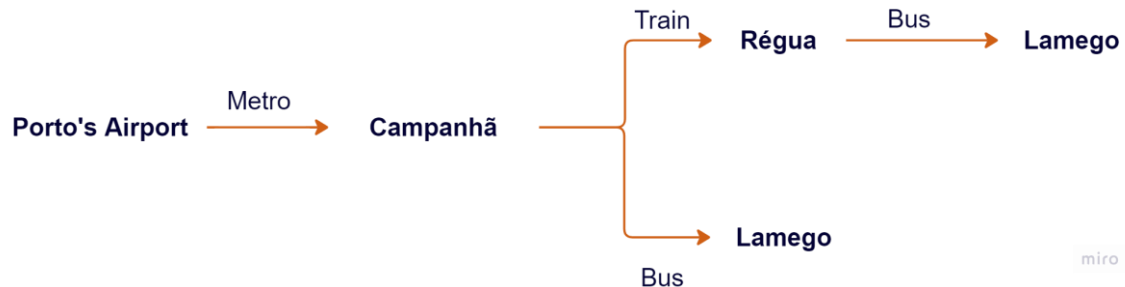 Train
Régua
Bus
Lamego
Metro
Porto's Airport
Campanhã
Lamego
Bus
miro